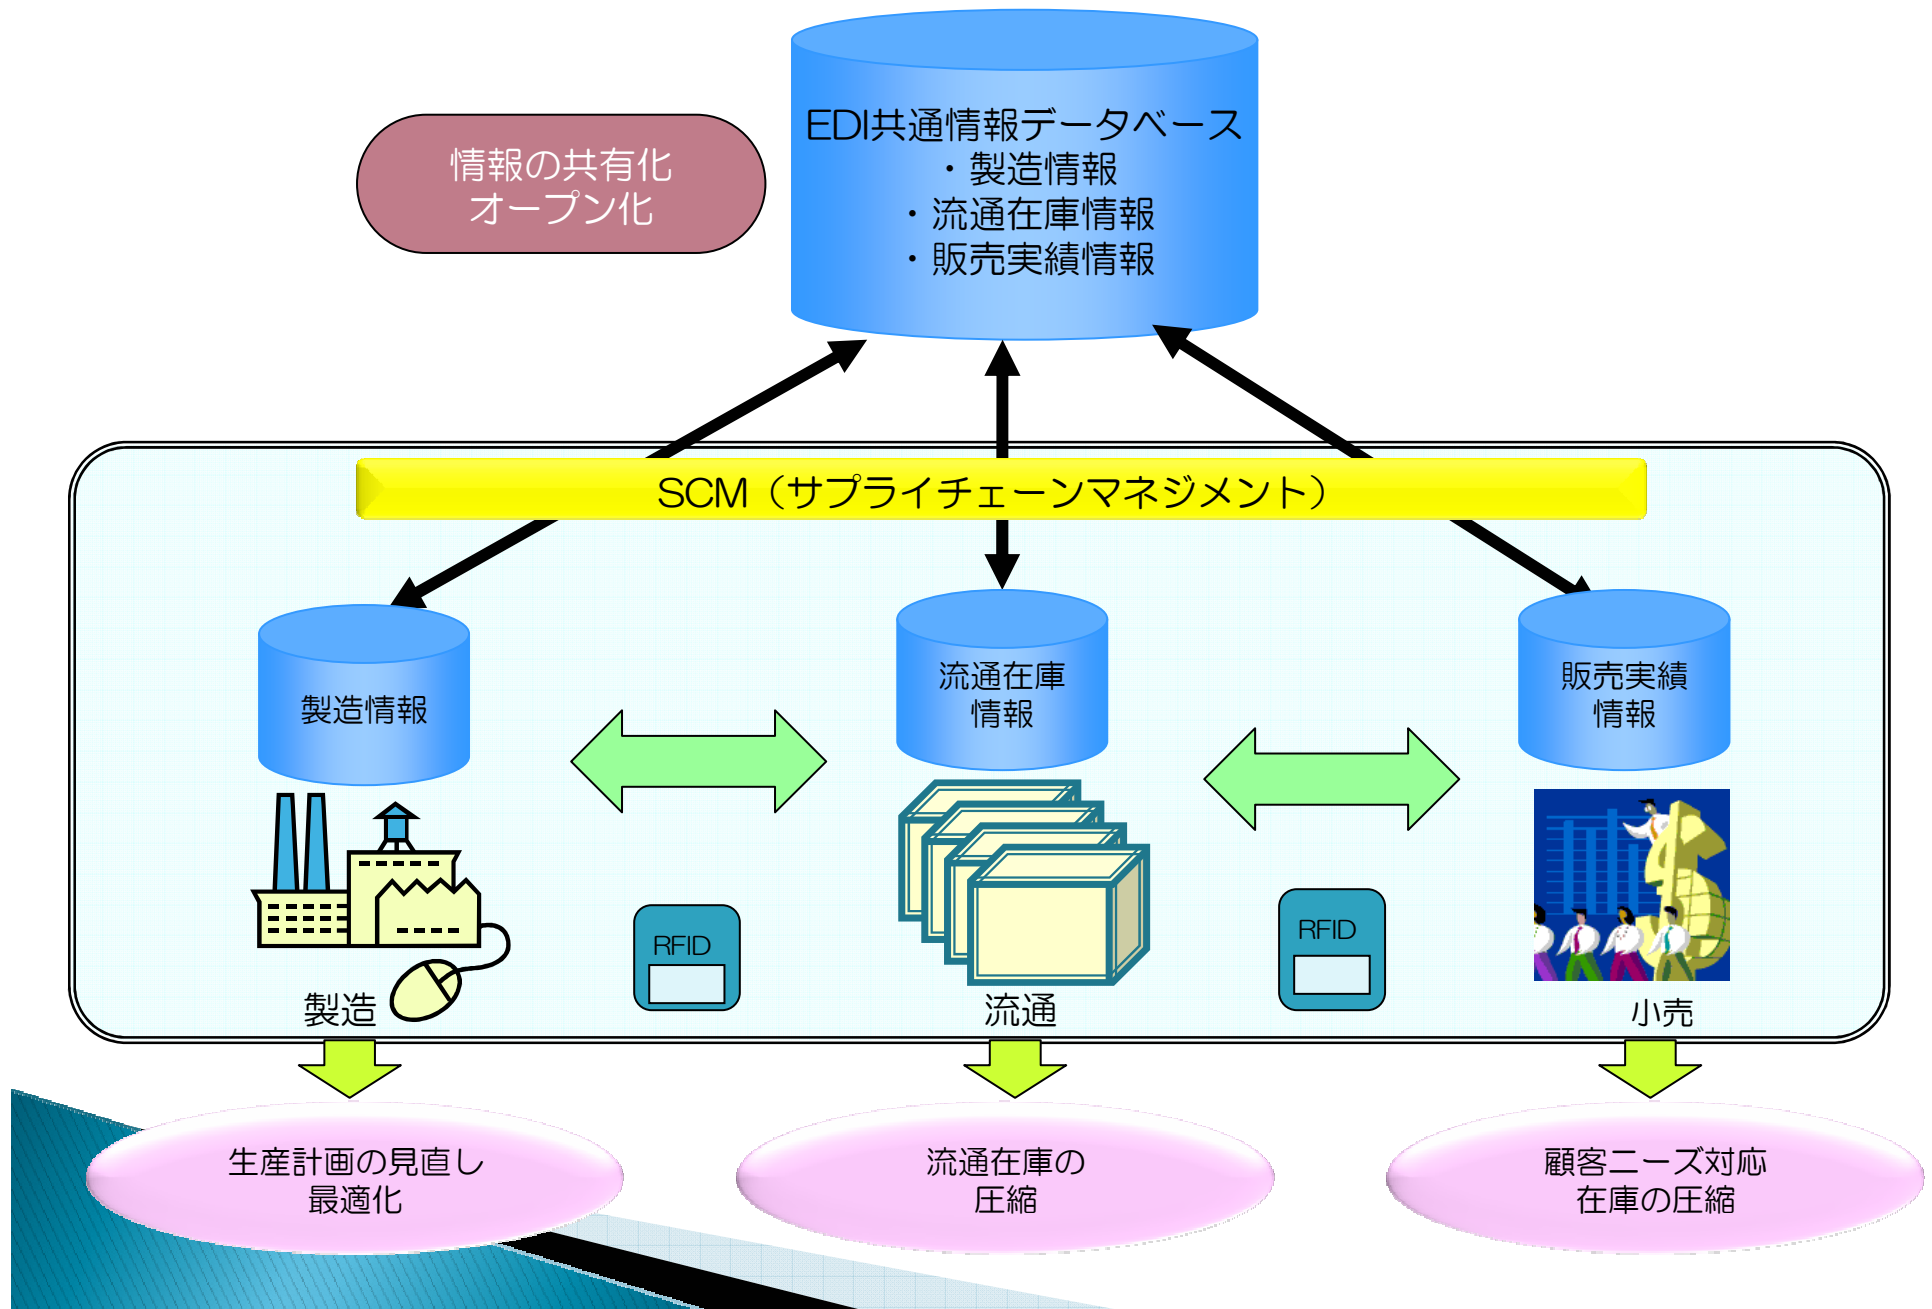 EDI共通情報データベース
・製造情報
・流通在庫情報
・販売実績情報
情報の共有化
オープン化
SCM（サプライチェーンマネジメント）
製造情報
流通在庫
情報
販売実績
情報
RFID
RFID
製造
流通
小売
生産計画の見直し
最適化
流通在庫の
圧縮
顧客ニーズ対応
在庫の圧縮